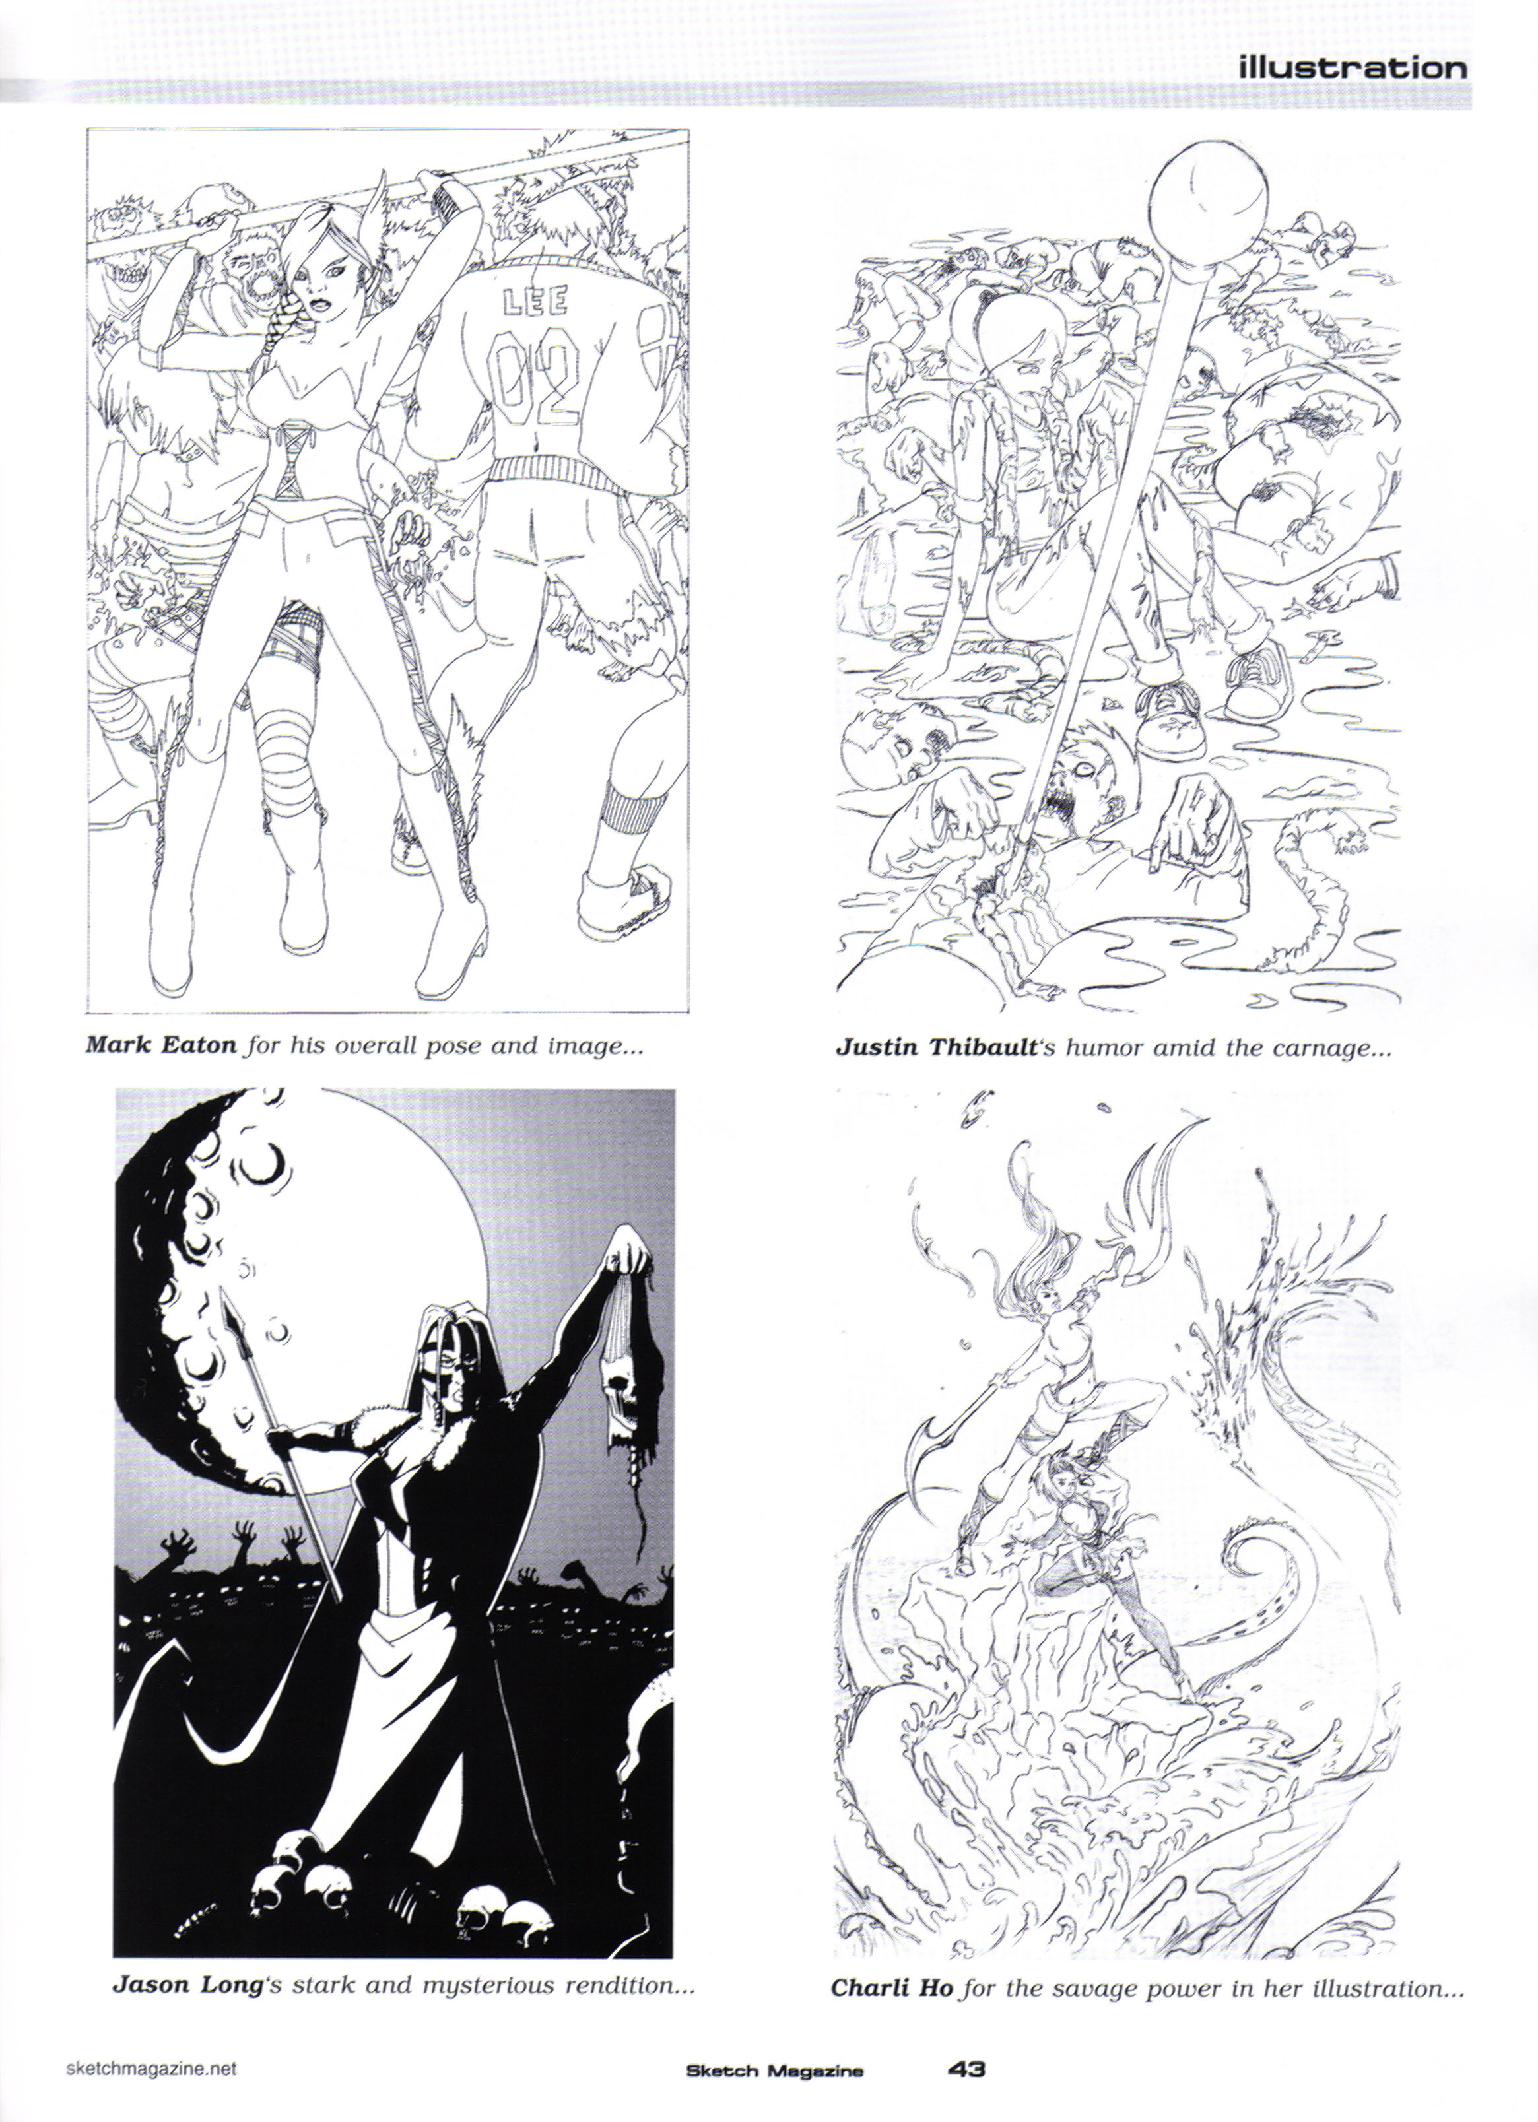 illustration
LEE
02
Mark Eaton for his overall pose and image...
Justin Thibault's humor amid the carnage...
Jason Long's stark and mysterious rendition...
Charli Ho for the savage power in her illustration...
sketchmagazine.net
Sketch Magazine
43